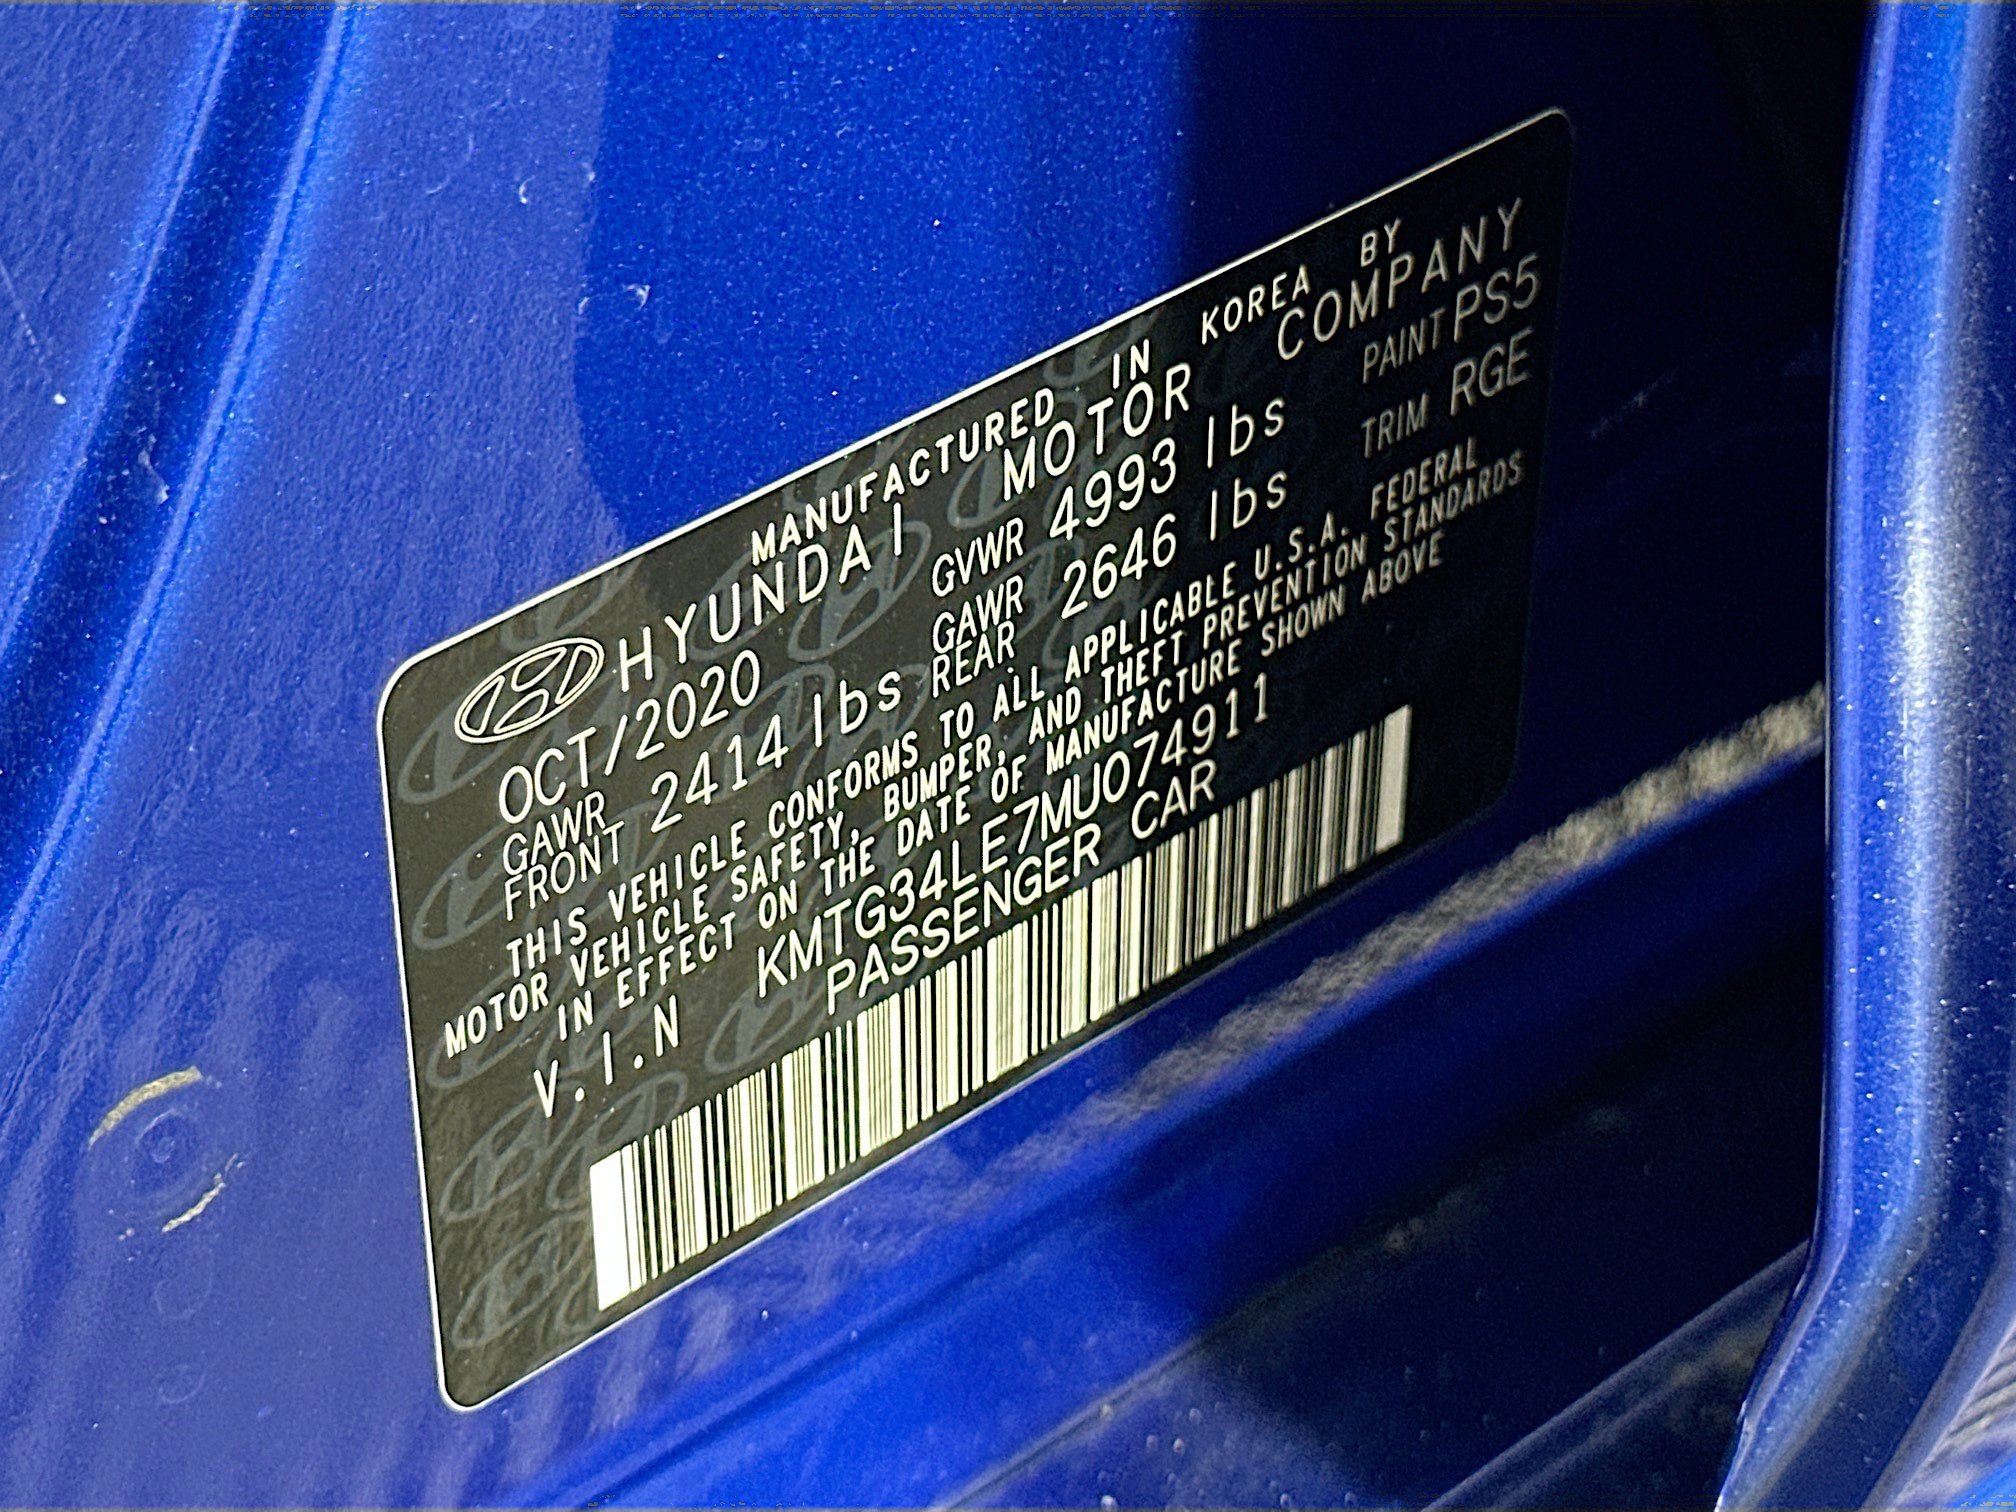 MANUFACTURED IN KOREA BY
HYUNDAI MOTOR COMPANY
OCT/2020 GVWR 4993 lbs PAINT PS5
GAWR FRONT 2414 lbs GAWR REAR 2646 lbs TRIM RGE
THIS VEHICLE CONFORMS TO ALL APPLICABLE U.S.A. FEDERAL
MOTOR VEHICLE SAFETY, BUMPER, AND THEFT PREVENTION STANDARDS
IN EFFECT ON THE DATE OF MANUFACTURE SHOWN ABOVE
V.I.N KMTG34LE7MU074911
PASSENGER CAR